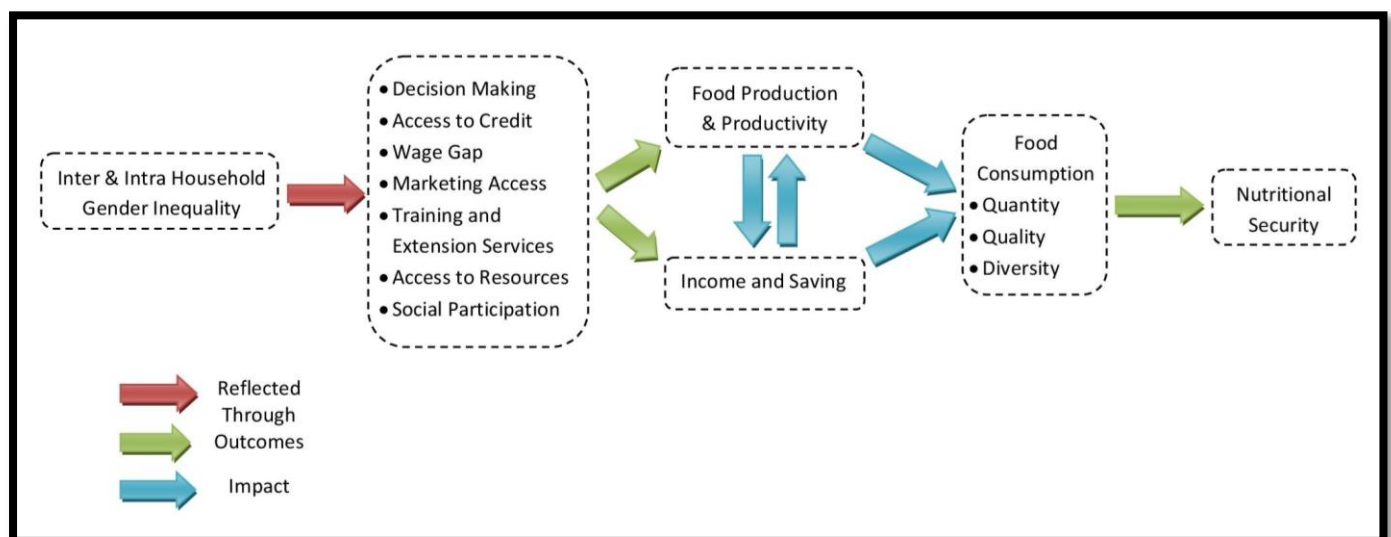 Inter & Intra Household
Gender Inequality
● Decision Making
● Access to Credit
● Wage Gap
● Marketing Access
● Training and
Extension Services
● Access to Resources
● Social Participation
Food Production
& Productivity
Income and Saving
Food
Consumption
● Quantity
● Quality
● Diversity
Nutritional
Security
Reflected
Through
Outcomes
Impact